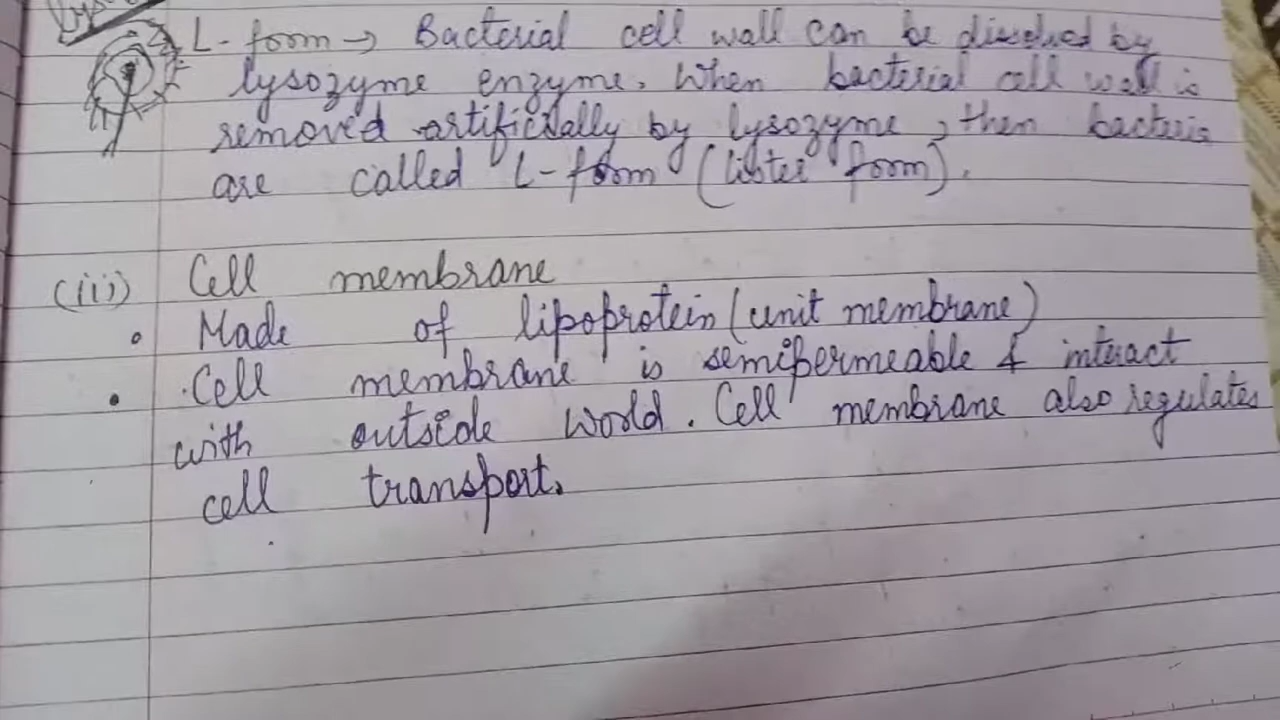 L-form → Bacterial cell wall can be dissolved by
lysozyme enzyme. When bacterial cell wall is
removed artificially by lysozyme, then bacteria
are called L-form (lister form).
(iii) Cell membrane
• Made of lipoprotein (unit membrane)
• Cell membrane is semipermeable & interact
with outside world. Cell membrane also regulates
cell transport.